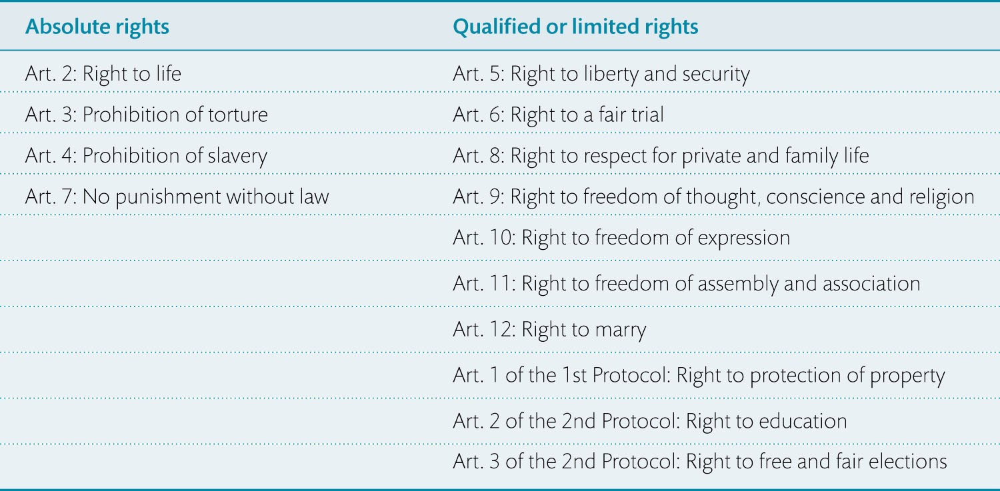 Absolute rights Qualified or limited rights
Art. 2: Right to life Art. 5: Right to liberty and security
Art. 3: Prohibition of torture Art. 6: Right to a fair trial
Art. 4: Prohibition of slavery Art. 8: Right to respect for private and family life
Art. 7: No punishment without law Art. 9: Right to freedom of thought, conscience and religion
Art. 10: Right to freedom of expression
Art. 11: Right to freedom of assembly and association
Art. 12: Right to marry
Art. 1 of the 1st Protocol: Right to protection of property
Art. 2 of the 2nd Protocol: Right to education
Art. 3 of the 2nd Protocol: Right to free and fair elections